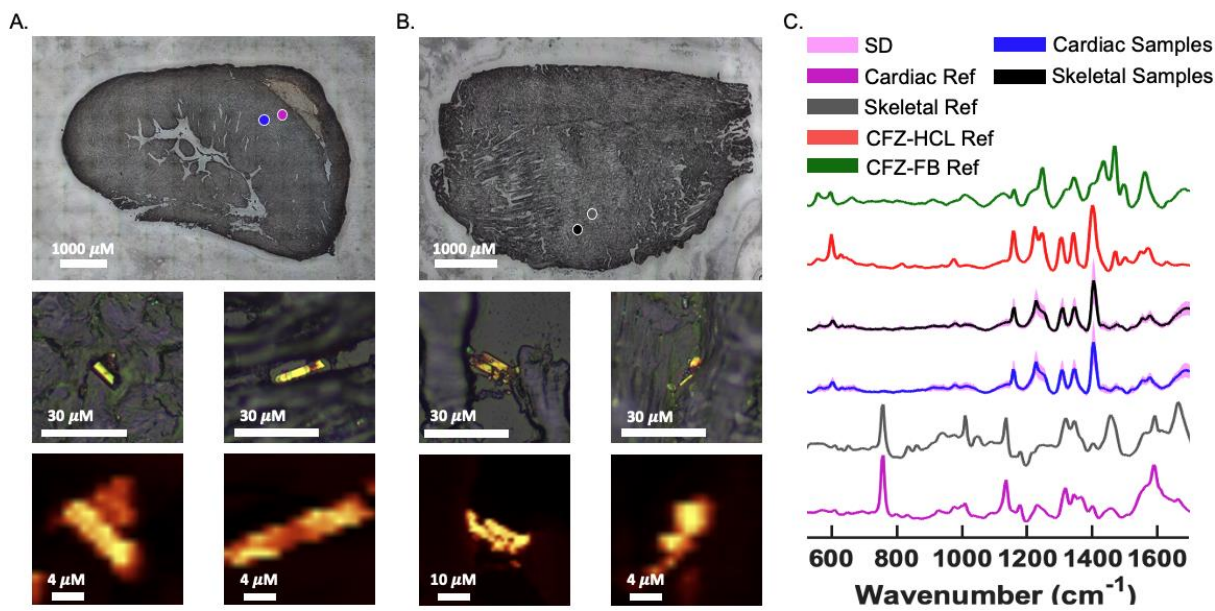 A.
B.
C.
1000 μM
1000 μM
30 μM
30 μM
30 μM
30 μM
4 μM
4 μM
10 μM
4 μM
SD
Cardiac Ref
Skeletal Ref
CFZ-HCL Ref
CFZ-FB Ref
Cardiac Samples
Skeletal Samples
600 800 1000 1200 1400 1600
Wavenumber (cm⁻¹)